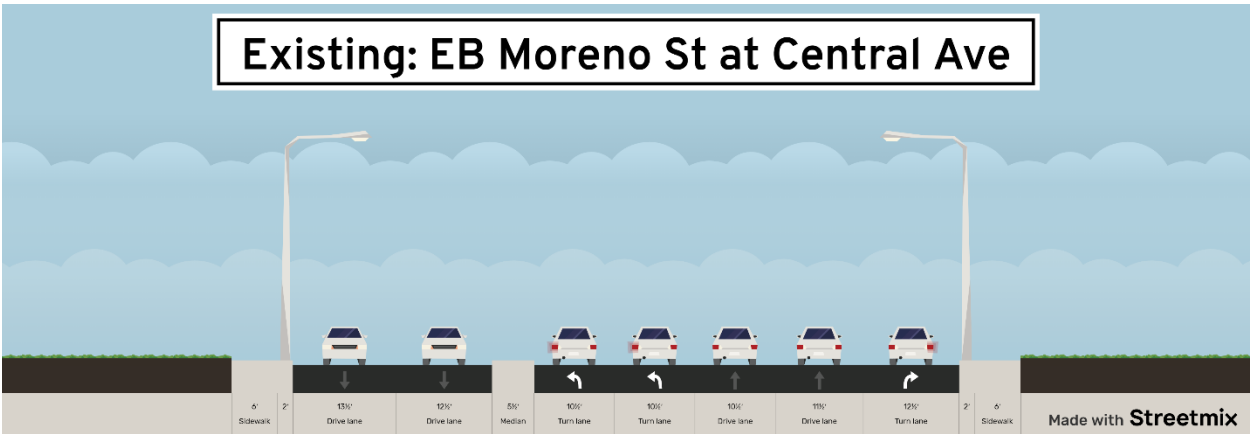 Existing: EB Moreno St at Central Ave
6' 2' 13½' 12½' 5½' 10½' 10½' 10½' 11½' 12½' 2' 6'
Sidewalk Drive lane Drive lane Median Turn lane Turn lane Drive lane Drive lane Turn lane Sidewalk
Made with Streetmix